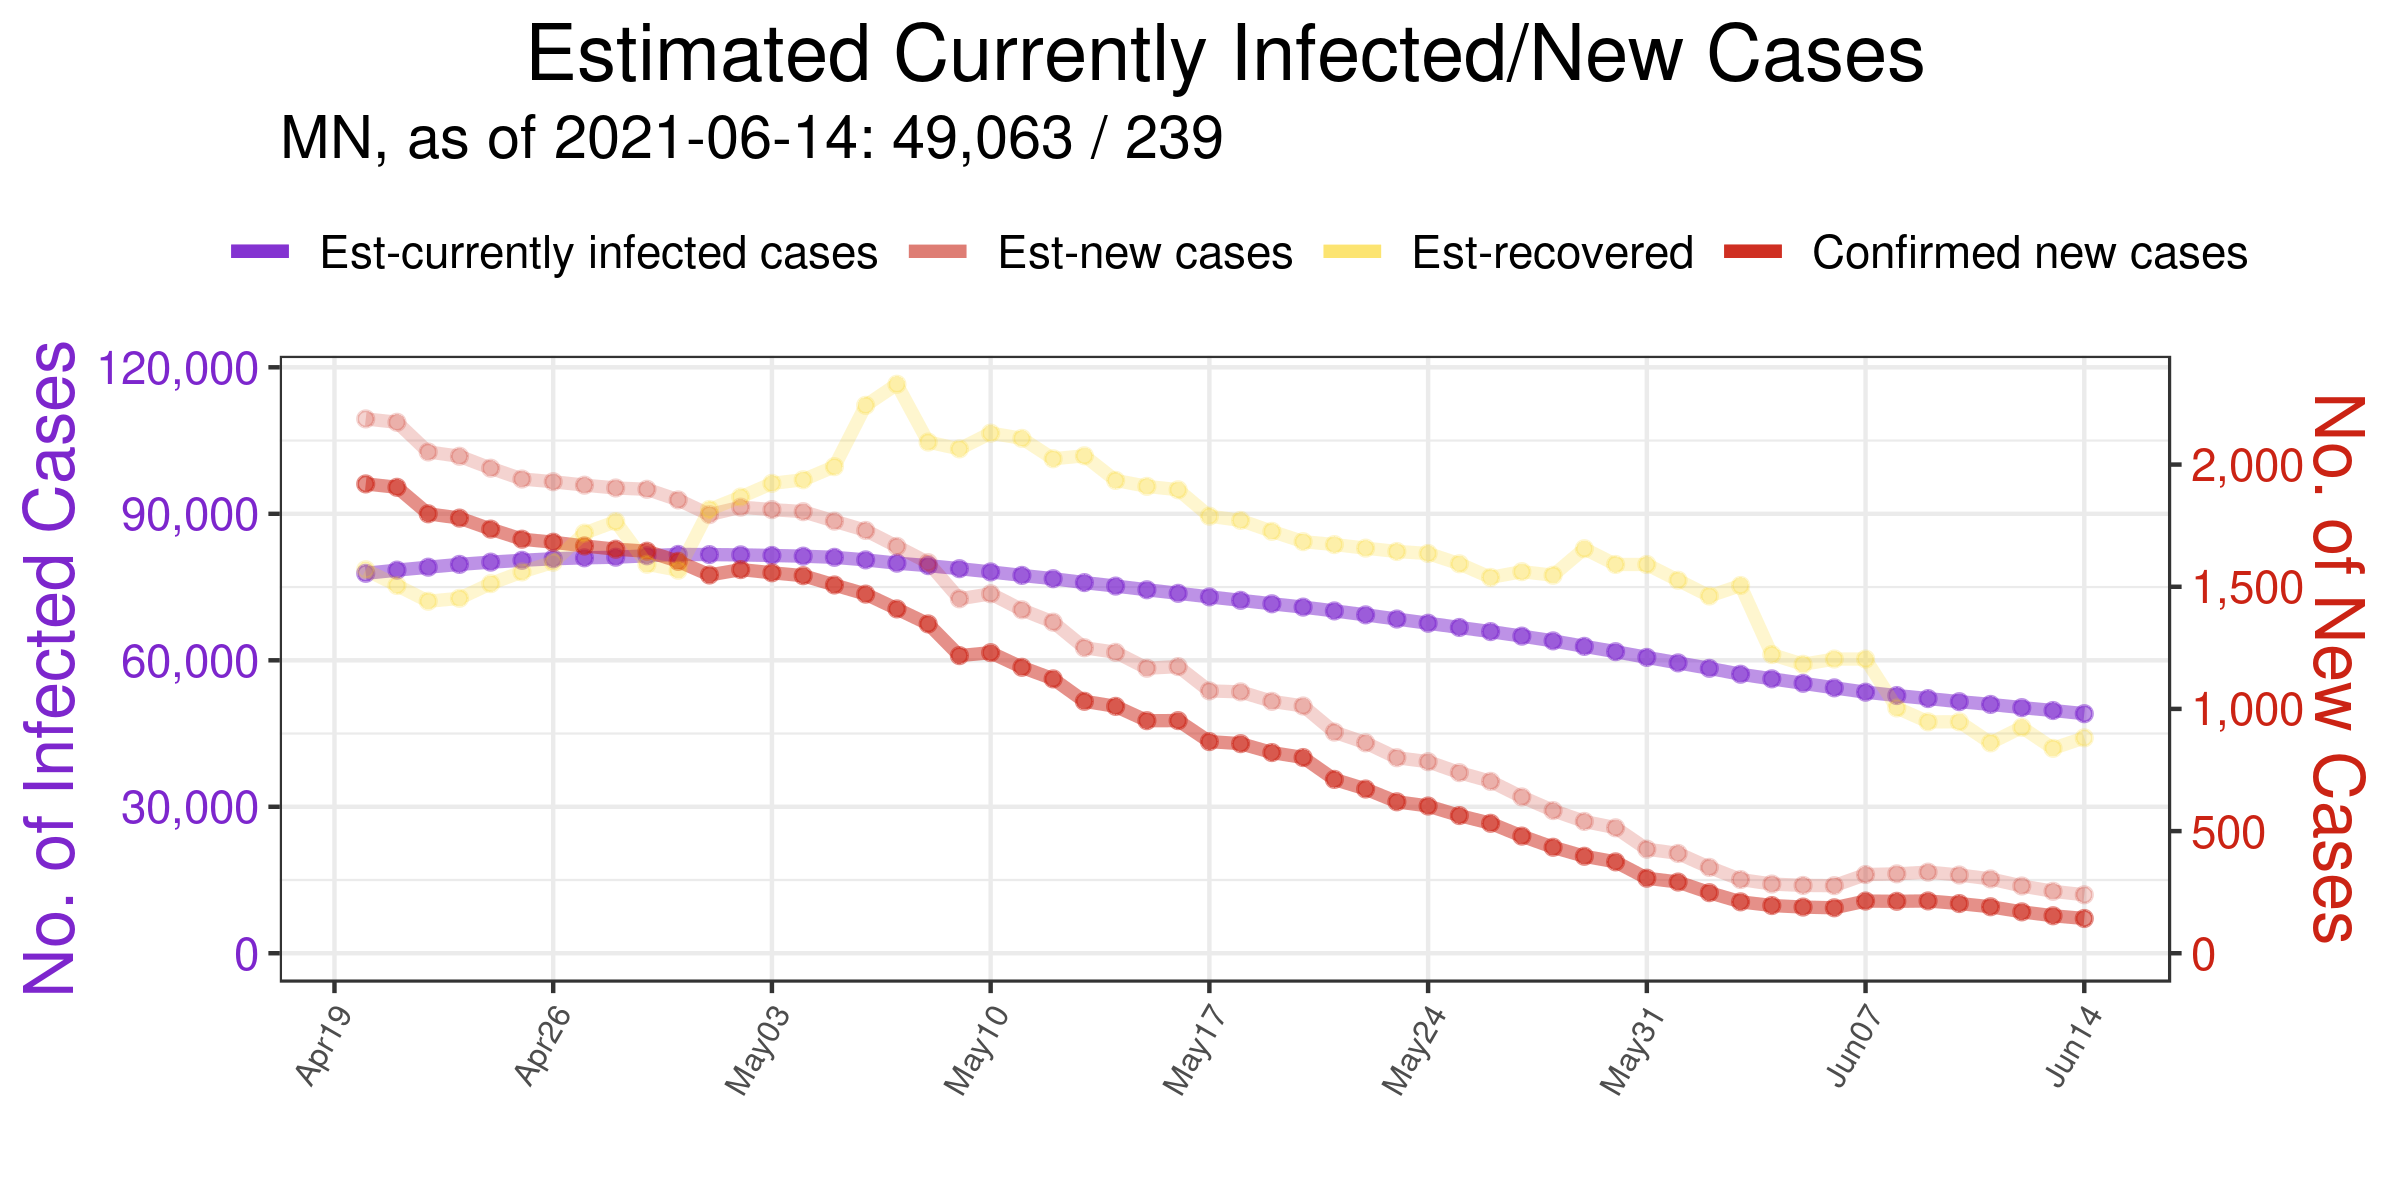 Estimated Currently Infected/New Cases
MN, as of 2021-06-14: 49,063 / 239
Est-currently infected cases Est-new cases Est-recovered Confirmed new cases
No. of Infected Cases
120,000
90,000
60,000
30,000
0
2,000
1,500
1,000
500
0
No. of New Cases
Apr19 Apr26 May03 May10 May17 May24 May31 Jun07 Jun14